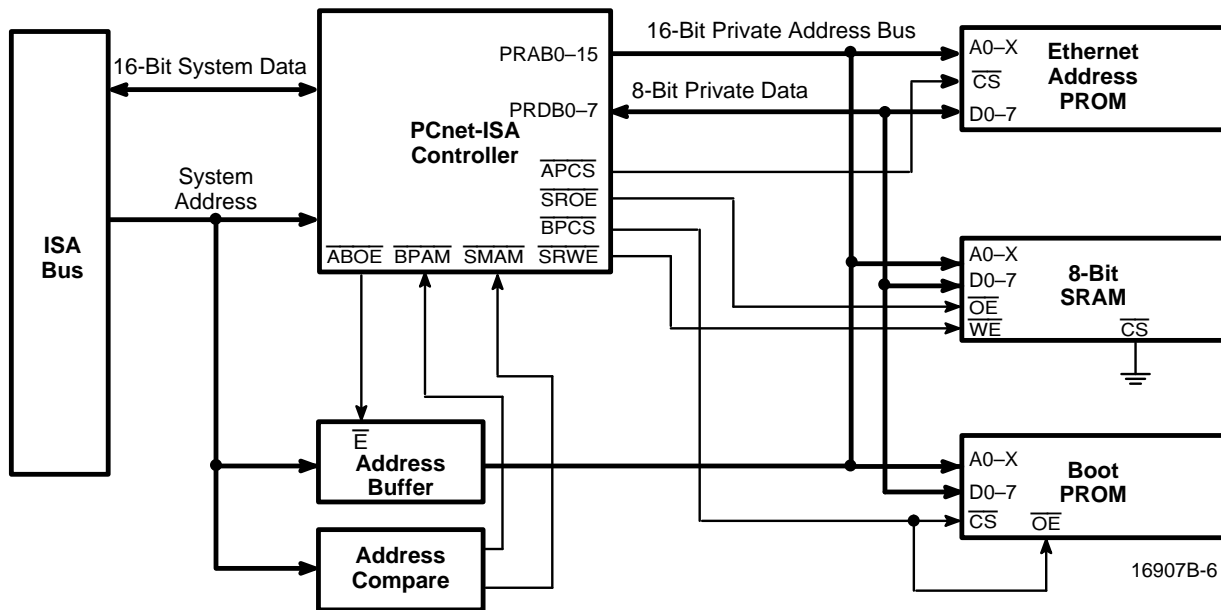 16-Bit System Data
System
Address
ISA
Bus
PRAB0–15
PRDB0–7
PCnet-ISA
Controller
APCS
SROE
BPCS
ABOE BPAM SMAM SRWE
16-Bit Private Address Bus
8-Bit Private Data
A0–X
CS
D0–7
Ethernet
Address
PROM
A0–X
D0–7
OE
WE
CS
8-Bit
SRAM
E
Address
Buffer
Address
Compare
A0–X
D0–7
CS
OE
Boot
PROM
16907B-6